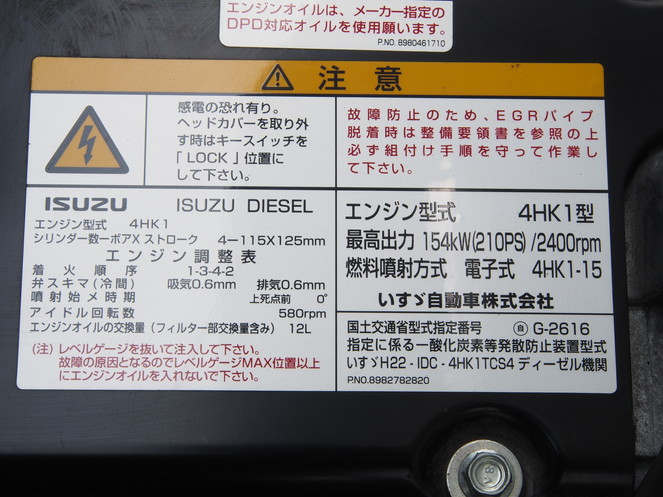 エンジンオイルは、メーカー指定の
DPD対応オイルを使用願います。
P.NO. 8980461710
注意
感電の恐れ有り。
ヘッドカバーを取り外
す時はキースイッチを
「LOCK」位置に
して下さい。
故障防止のため、EGRパイプ
脱着時は整備要領書を参照の上
必ず組付け手順を守って作業し
て下さい。
ISUZU ISUZU DIESEL
エンジン型式 4HK1
シリンダー数ーボアX ストローク 4ー115X125mm
エンジン調整表
着火順序 1-3-4-2
弁スキマ(冷間) 吸気0.6mm 排気0.6mm
噴射始メ時期 上死点前 0°
アイドル回転数 580rpm
エンジンオイルの交換量(フィルター部交換量含み) 12L
(注) レベルゲージを抜いて注入して下さい。
故障の原因となるのでレベルゲージMAX位置以上
にエンジンオイルを入れないで下さい。
エンジン型式 4HK1型
最高出力 154kW(210PS)/2400rpm
燃料噴射方式 電子式 4HK1-15
いすゞ自動車株式会社
国土交通省型式指定番号 ㊀自 G-2616
指定に係る一酸化炭素等発散防止装置型式
いすゞH22-IDC-4HK1TCS4 ディーゼル機関
P.NO.8982782820
8